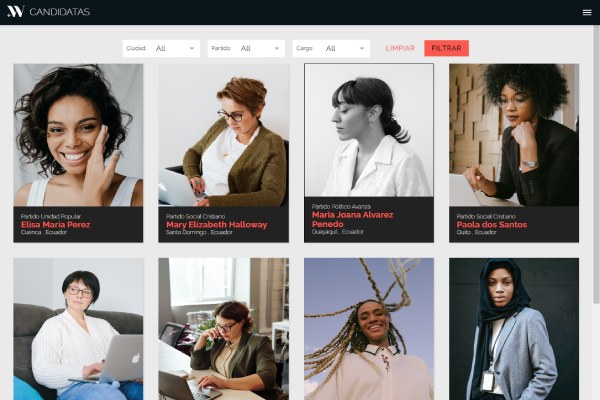 W CANDIDATAS
Ciudad: All Partido: All Cargo: All LIMPIAR FILTRAR
Partido Unidad Popular
Elisa Maria Perez
Cuenca , Ecuador
Partido Social Cristiano
Mary Elizabeth Halloway
Santo Domingo , Ecuador
Partido Político Avanza
Maria Joana Alvarez
Penedo
Guayaquil , Ecuador
Partido Social Cristiano
Paola dos Santos
Quito , Ecuador